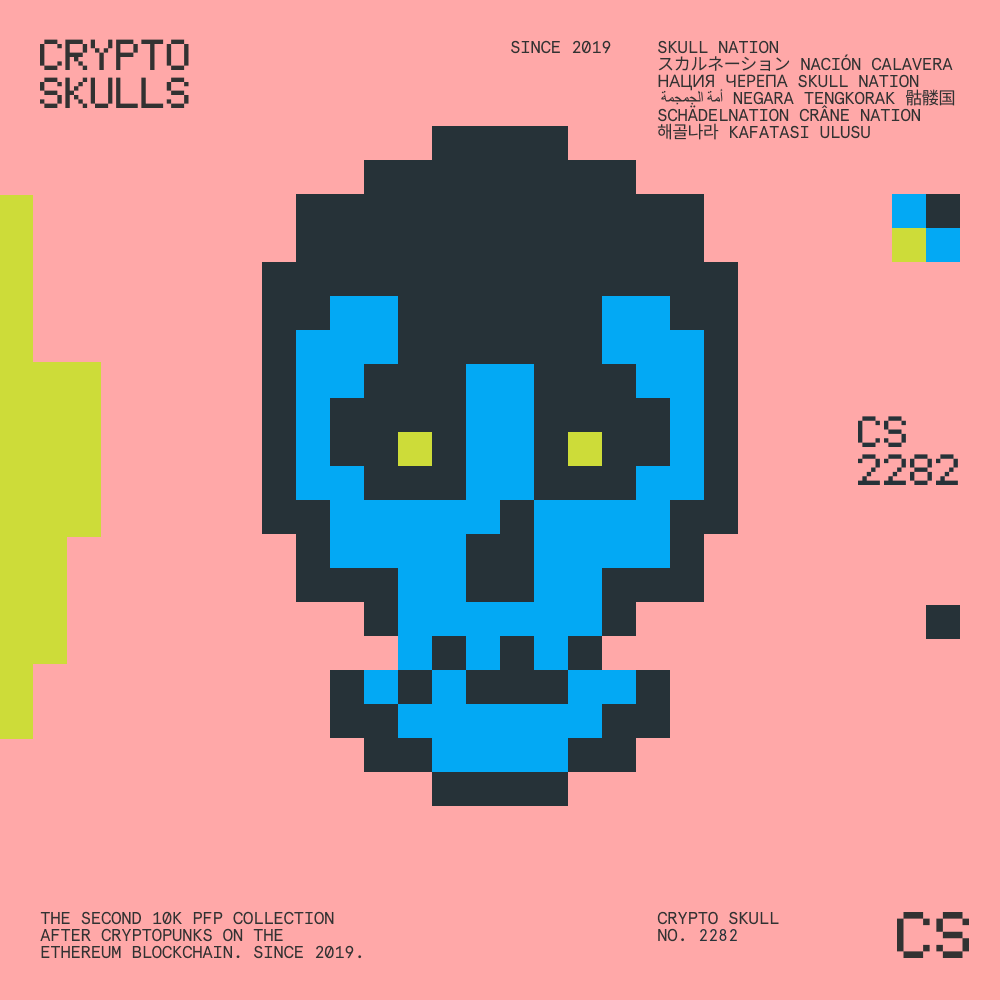 CRYPTO
SKULLS
SINCE 2019
SKULL NATION
スカルネーション NACIÓN CALAVERA
НАЦИЯ ЧЕРЕПА SKULL NATION
أمة الجمجمة NEGARA TENGKORAK 骷髅国
SCHÄDELNATION CRÂNE NATION
해골나라 KAFATASI ULUSU
CS
2282
THE SECOND 10K PFP COLLECTION
AFTER CRYPTOPUNKS ON THE
ETHEREUM BLOCKCHAIN. SINCE 2019.
CRYPTO SKULL
NO. 2282
CS